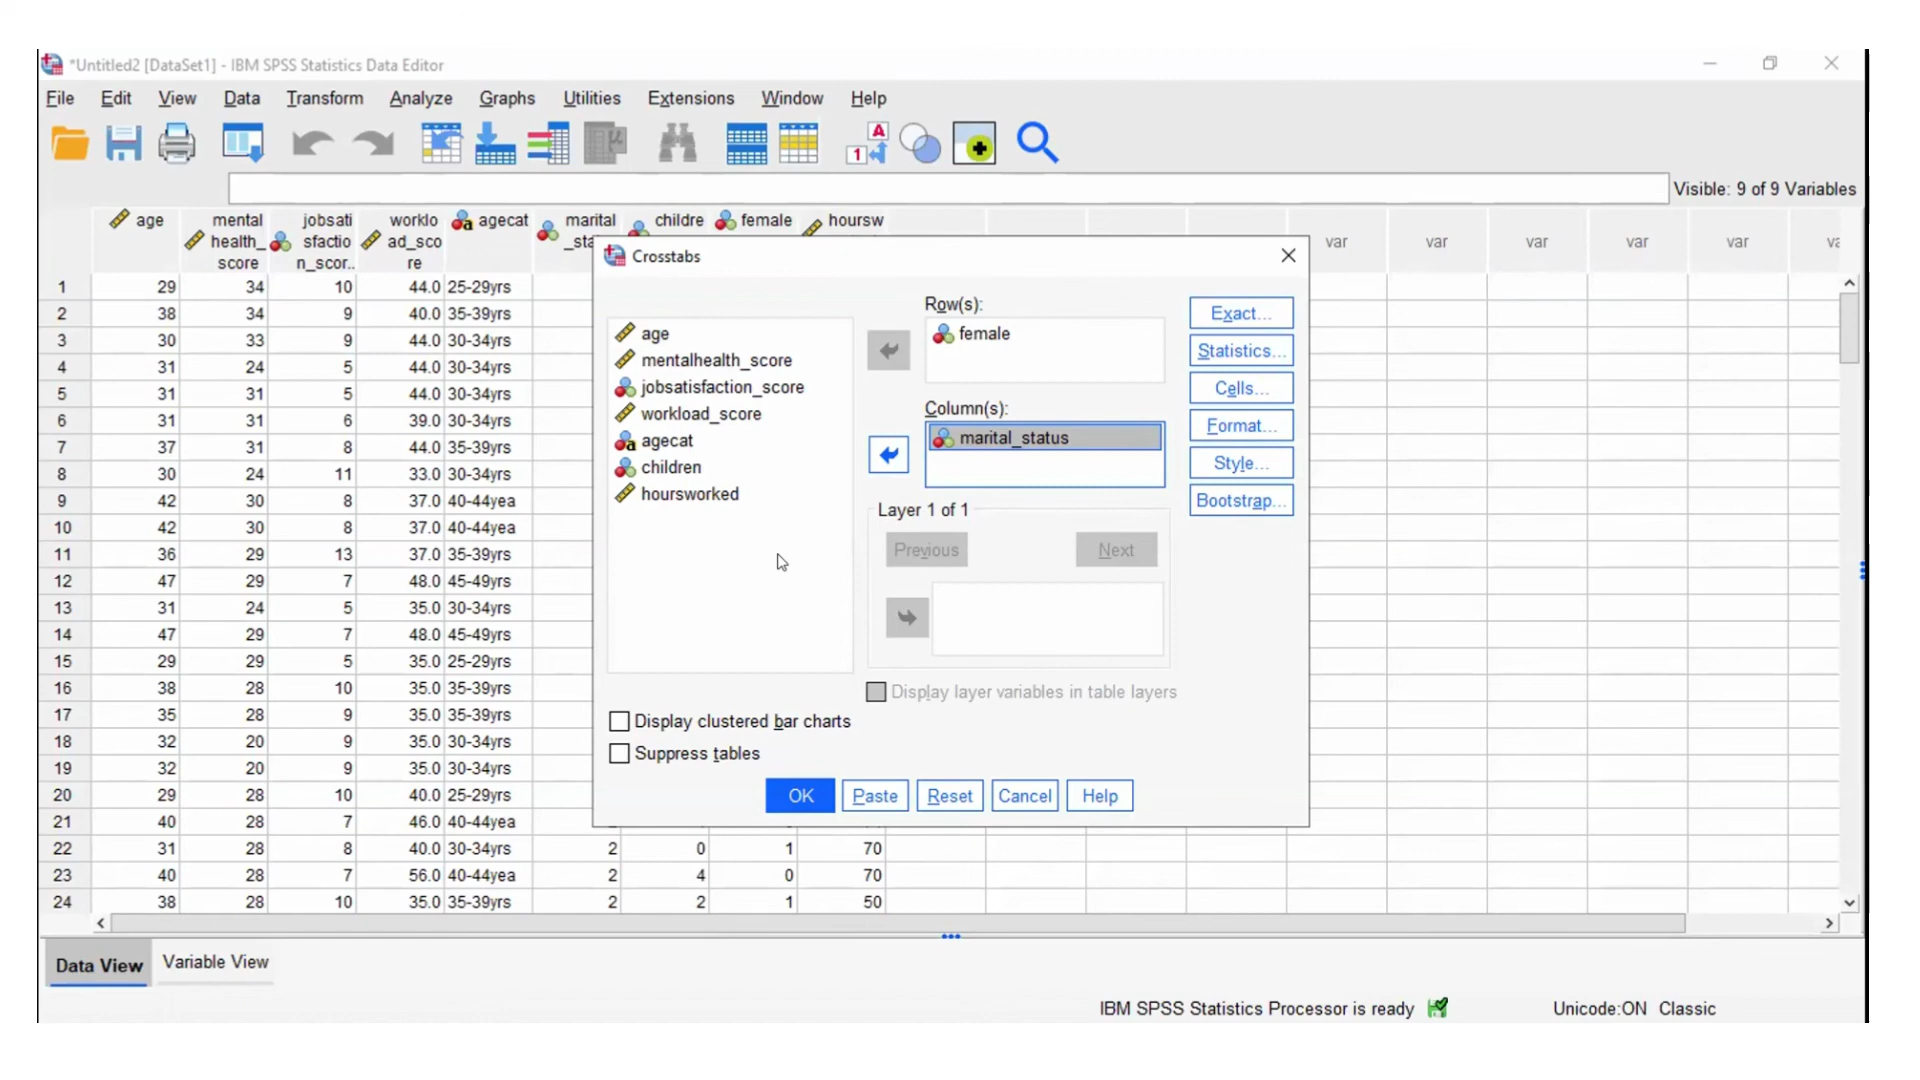 *Untitled2 [DataSet1] - IBM SPSS Statistics Data Editor
File Edit View Data Transform Analyze Graphs Utilities Extensions Window Help
Visible: 9 of 9 Variables
age mental health_ score jobsati sfactio n_scor.. worklo ad_sco re agecat marital _sta childre female hoursw var var var var var va
Crosstabs
1 29 34 10 44.0 25-29yrs
2 38 34 9 40.0 35-39yrs
3 30 33 9 44.0 30-34yrs
4 31 24 5 44.0 30-34yrs
5 31 31 5 44.0 30-34yrs
6 31 31 6 39.0 30-34yrs
7 37 31 8 44.0 35-39yrs
8 30 24 11 33.0 30-34yrs
9 42 30 8 37.0 40-44yea
10 42 30 8 37.0 40-44yea
11 36 29 13 37.0 35-39yrs
12 47 29 7 48.0 45-49yrs
13 31 24 5 35.0 30-34yrs
14 47 29 7 48.0 45-49yrs
15 29 29 5 35.0 25-29yrs
16 38 28 10 35.0 35-39yrs
17 35 28 9 35.0 35-39yrs
18 32 20 9 35.0 30-34yrs
19 32 20 9 35.0 30-34yrs
20 29 28 10 40.0 25-29yrs
21 40 28 7 46.0 40-44yea
22 31 28 8 40.0 30-34yrs 2 0 1 70
23 40 28 7 56.0 40-44yea 2 4 0 70
24 38 28 10 35.0 35-39yrs 2 2 1 50
age
mentalhealth_score
jobsatisfaction_score
workload_score
agecat
children
hoursworked
Row(s):
female
Column(s):
marital_status
Layer 1 of 1
Previous Next
Display layer variables in table layers
Exact...
Statistics...
Cells...
Format...
Style...
Bootstrap...
Display clustered bar charts
Suppress tables
OK Paste Reset Cancel Help
Data View Variable View
IBM SPSS Statistics Processor is ready Unicode:ON Classic